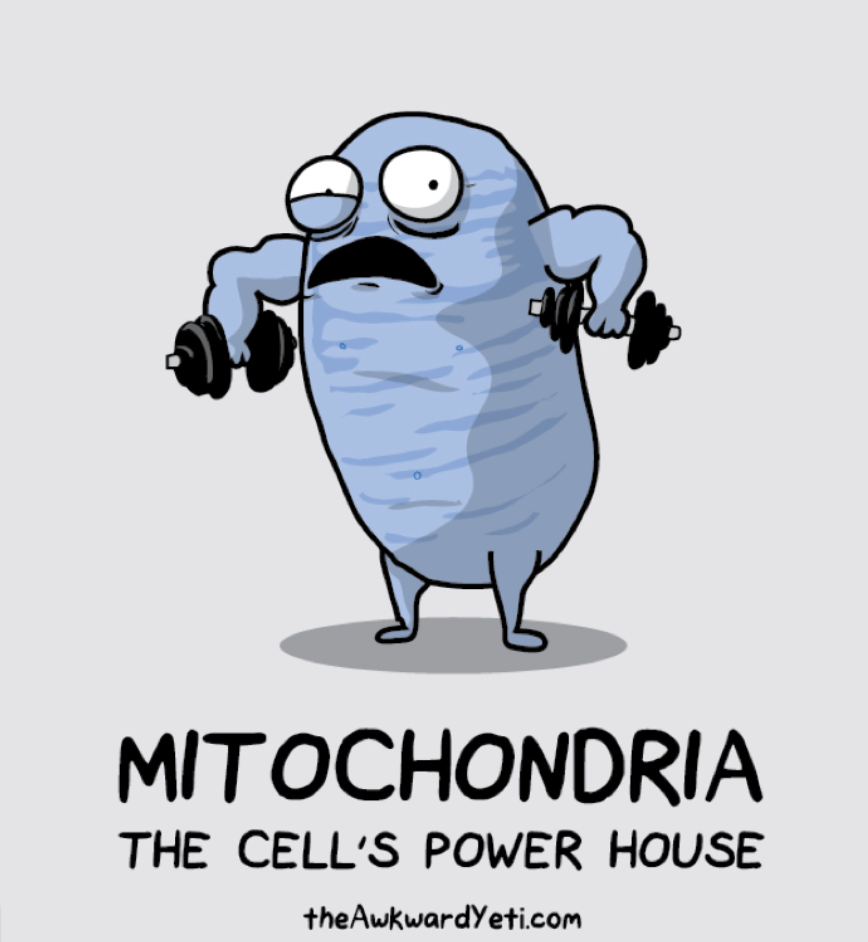 MITOCHONDRIA
THE CELL'S POWER HOUSE
theAwkwardYeti.com